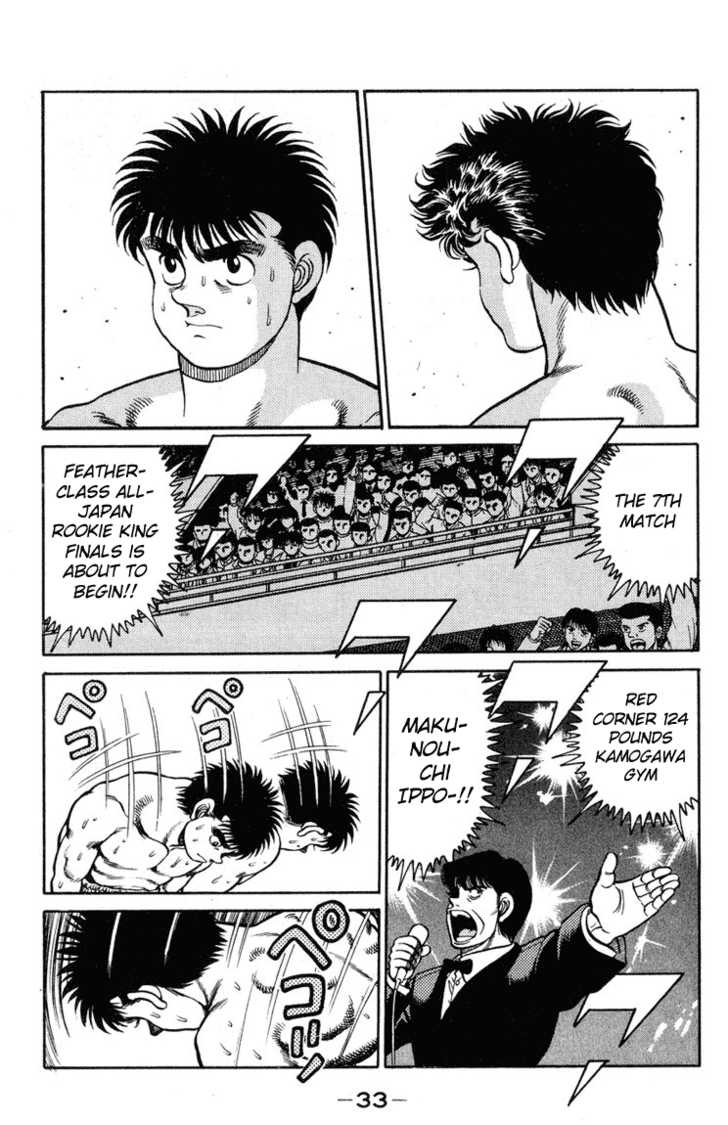 THE 7TH
MATCH
FEATHER-
CLASS ALL-
JAPAN
ROOKIE KING
FINALS IS
ABOUT TO
BEGIN!!
RED
CORNER 124
POUNDS
KAMOGAWA
GYM
MAKU-
NOU-
CHI
IPPO-!!
ペコ
ペコ
ペコッ
-33-